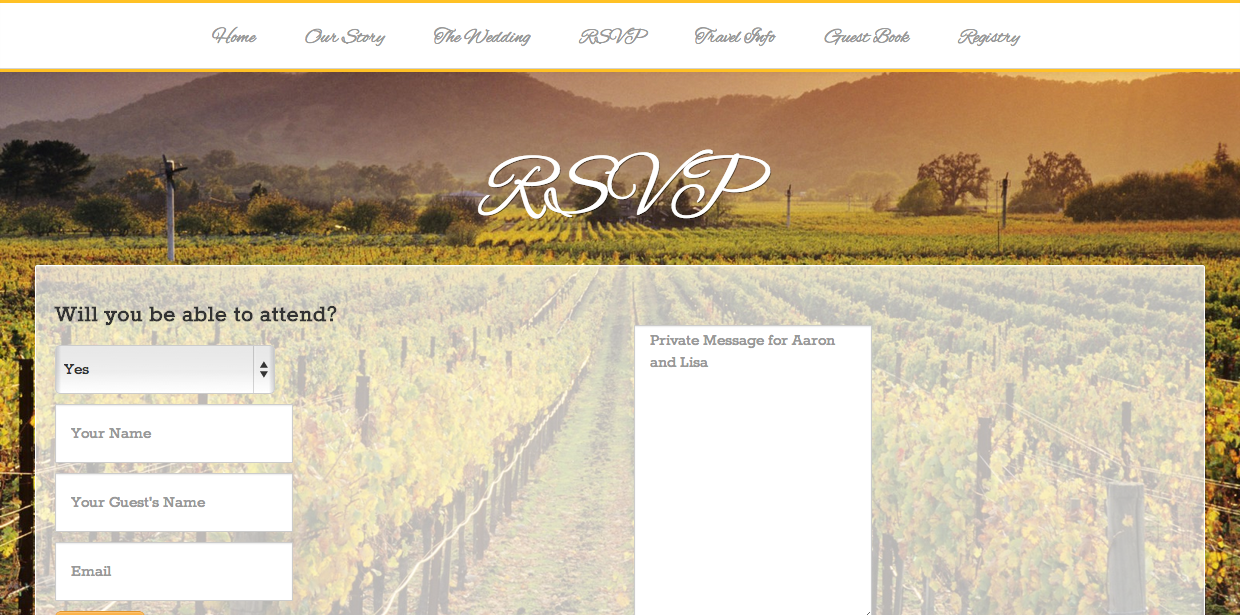 Home Our Story The Wedding RSVP Travel Info Guest Book Registry
RSVP
Will you be able to attend?
Yes
Your Name
Your Guest's Name
Email
Private Message for Aaron
and Lisa